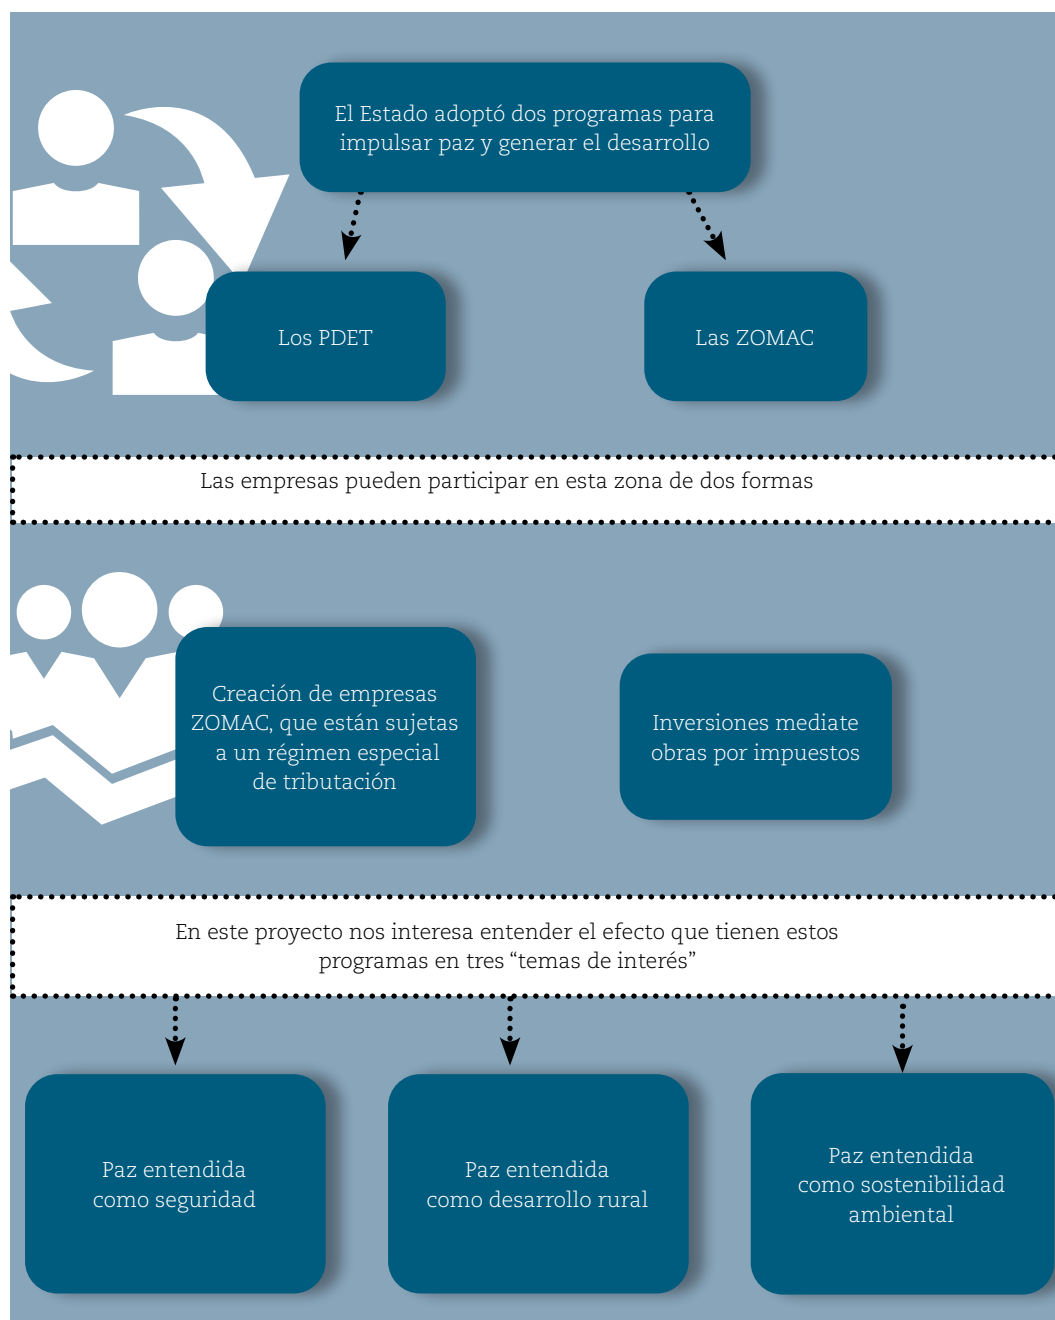 El Estado adoptó dos programas para
impulsar paz y generar el desarrollo
Los PDET
Las ZOMAC
Las empresas pueden participar en esta zona de dos formas
Creación de empresas
ZOMAC, que están sujetas
a un régimen especial
de tributación
Inversiones mediate
obras por impuestos
En este proyecto nos interesa entender el efecto que tienen estos
programas en tres “temas de interés”
Paz entendida
como seguridad
Paz entendida
como desarrollo rural
Paz entendida
como sostenibilidad
ambiental